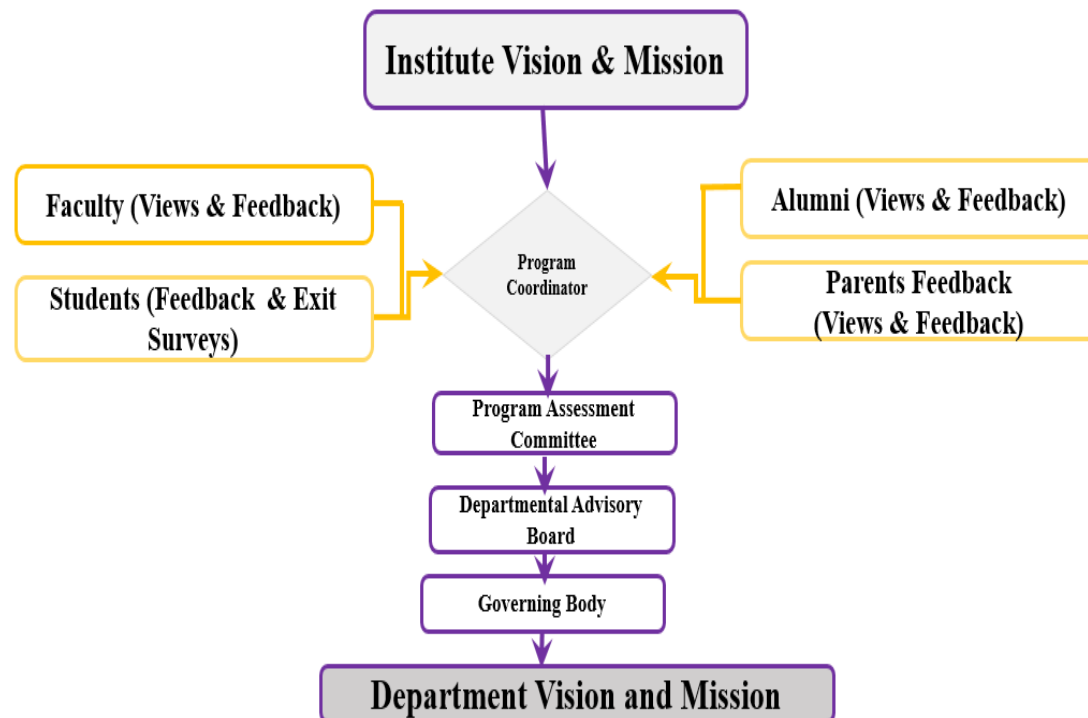 Institute Vision & Mission
Faculty (Views & Feedback)
Alumni (Views & Feedback)
Program
Coordinator
Students (Feedback & Exit
Surveys)
Parents Feedback
(Views & Feedback)
Program Assessment
Committee
Departmental Advisory
Board
Governing Body
Department Vision and Mission